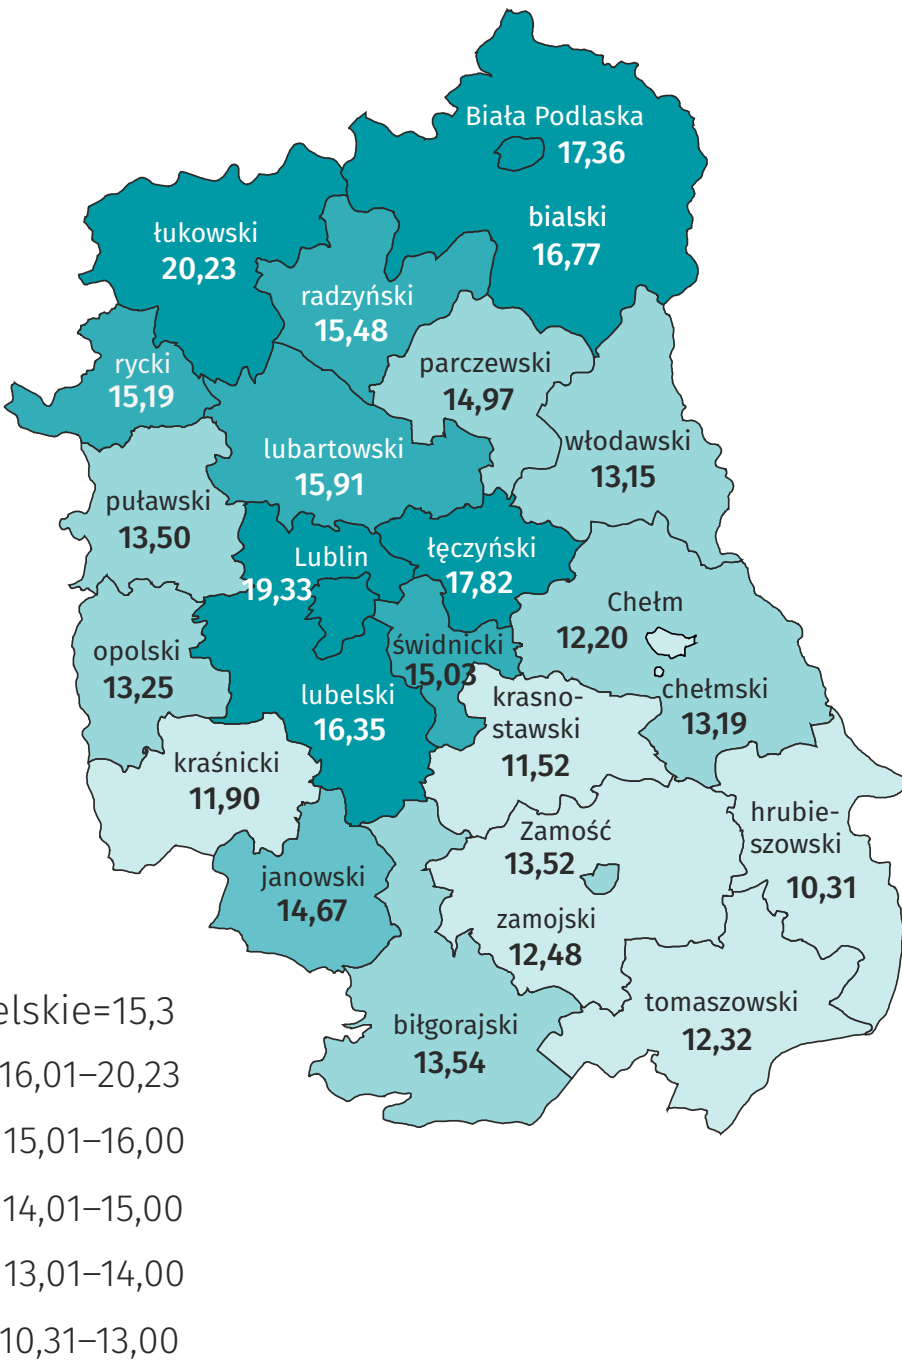 Biała Podlaska
17,36
bialski
16,77
łukowski
20,23
radzyński
15,48
rycki
15,19
parczewski
14,97
lubartowski
15,91
włodawski
13,15
puławski
13,50
Lublin
19,33
łęczyński
17,82
Chełm
12,20
opolski
13,25
świdnicki
15,03
lubelski
16,35
krasno-
stawski
11,52
chełmski
13,19
kraśnicki
11,90
hrubie-
szowski
10,31
Zamość
13,52
janowski
14,67
zamojski
12,48
tomaszowski
12,32
biłgorajski
13,54
elskie=15,3
16,01–20,23
15,01–16,00
14,01–15,00
13,01–14,00
10,31–13,00